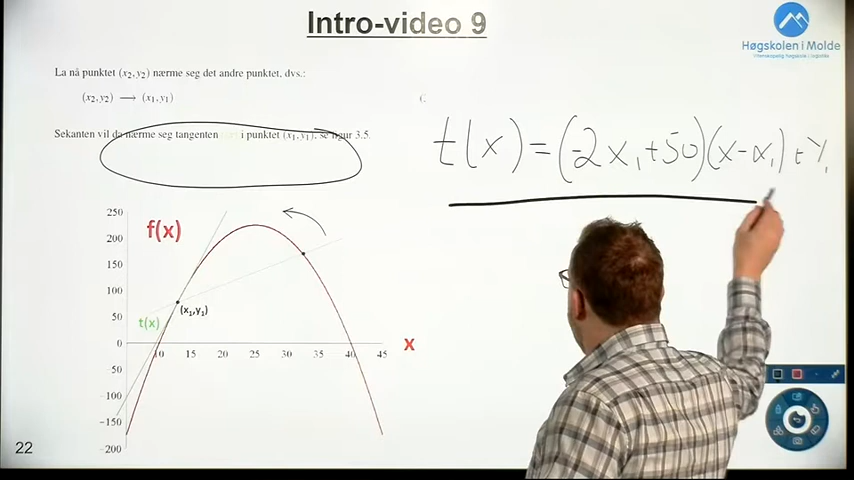 Intro-video 9
Høgskolen i Molde
Vitenskapelig høgskole i logistikk
La nå punktet (x₂,y₂) nærme seg det andre punktet, dvs.:
(x₂,y₂) → (x₁,y₁)
Sekanten vil da nærme seg tangenten i punktet (x₁,y₁), se figur 3.5.
t(x) = (-2x₁+50)(x-x₁)+y₁
250
200
150
100
50
0
50
-100
-150
-200
f(x)
t(x)
(x₁,y₁)
10 15 20 25 30 35 40 45
x
22